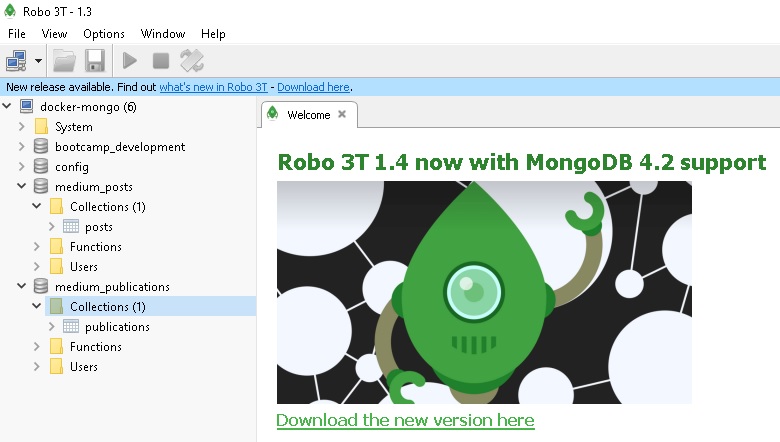 Robo 3T - 1.3
File View Options Window Help
New release available. Find out what's new in Robo 3T - Download here.
docker-mongo (6)
System
bootcamp_development
config
medium_posts
Collections (1)
posts
Functions
Users
medium_publications
Collections (1)
publications
Functions
Users
Welcome
Robo 3T 1.4 now with MongoDB 4.2 support
Download the new version here